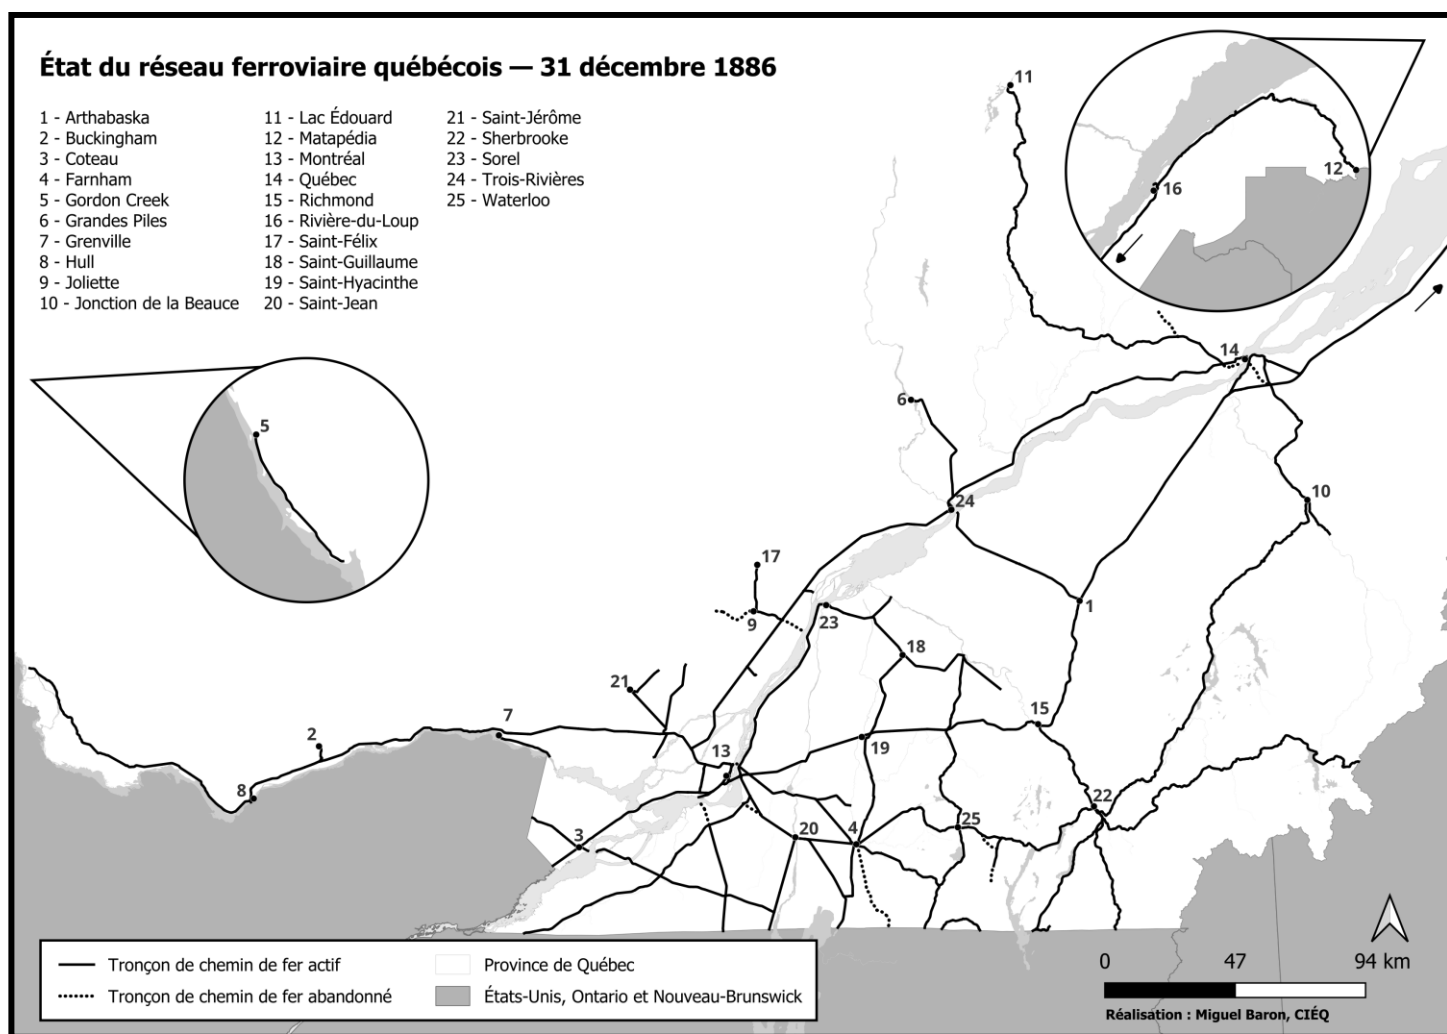 État du réseau ferroviaire québécois — 31 décembre 1886
1 - Arthabaska
2 - Buckingham
3 - Coteau
4 - Farnham
5 - Gordon Creek
6 - Grandes Piles
7 - Grenville
8 - Hull
9 - Joliette
10 - Jonction de la Beauce
11 - Lac Édouard
12 - Matapédia
13 - Montréal
14 - Québec
15 - Richmond
16 - Rivière-du-Loup
17 - Saint-Félix
18 - Saint-Guillaume
19 - Saint-Hyacinthe
20 - Saint-Jean
21 - Saint-Jérôme
22 - Sherbrooke
23 - Sorel
24 - Trois-Rivières
25 - Waterloo
11
12
16
14
6
5
24
10
17
9
23
1
18
21
7
15
2
13
19
8
22
3
20
4
25
Tronçon de chemin de fer actif
Tronçon de chemin de fer abandonné
Province de Québec
États-Unis, Ontario et Nouveau-Brunswick
0 47 94 km
Réalisation : Miguel Baron, CIÉQ